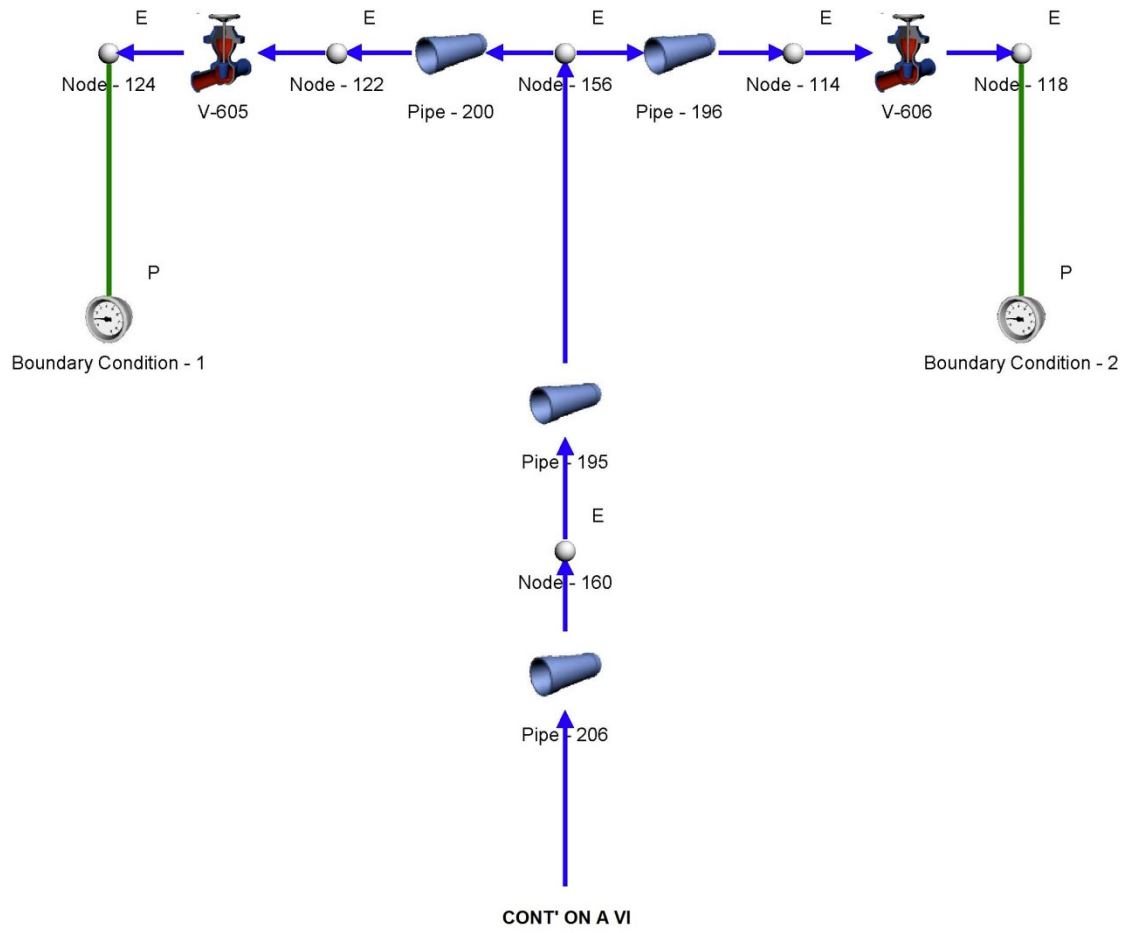 E E E E E
Node - 124 Node - 122 Node - 156 Node - 114 Node - 118
V-605 Pipe - 200 Pipe - 196 V-606
P P
Boundary Condition - 1 Boundary Condition - 2
Pipe - 195
E
Node - 160
Pipe - 206
CONT' ON A VI